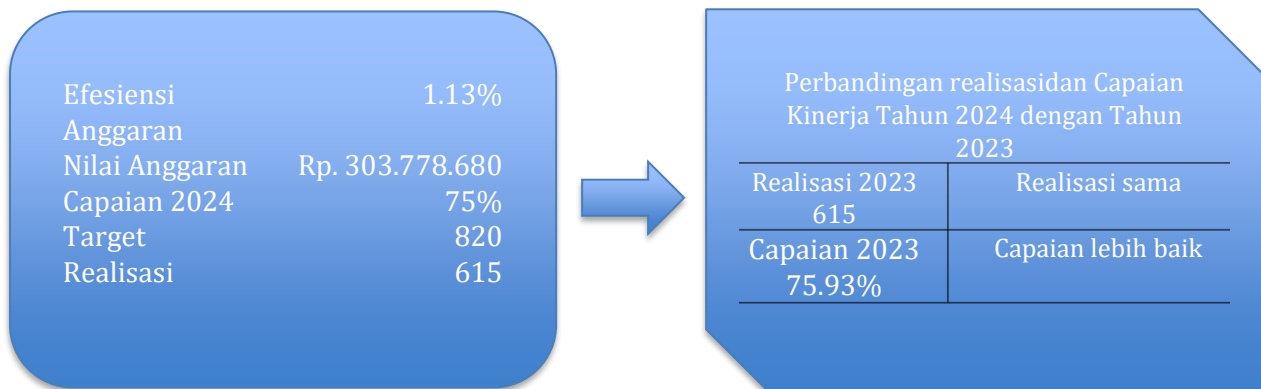 Efesiensi 1.13%
Anggaran
Nilai Anggaran Rp. 303.778.680
Capaian 2024 75%
Target 820
Realisasi 615
Perbandingan realisasidan Capaian
Kinerja Tahun 2024 dengan Tahun
2023
Realisasi 2023 Realisasi sama
615
Capaian 2023 Capaian lebih baik
75.93%